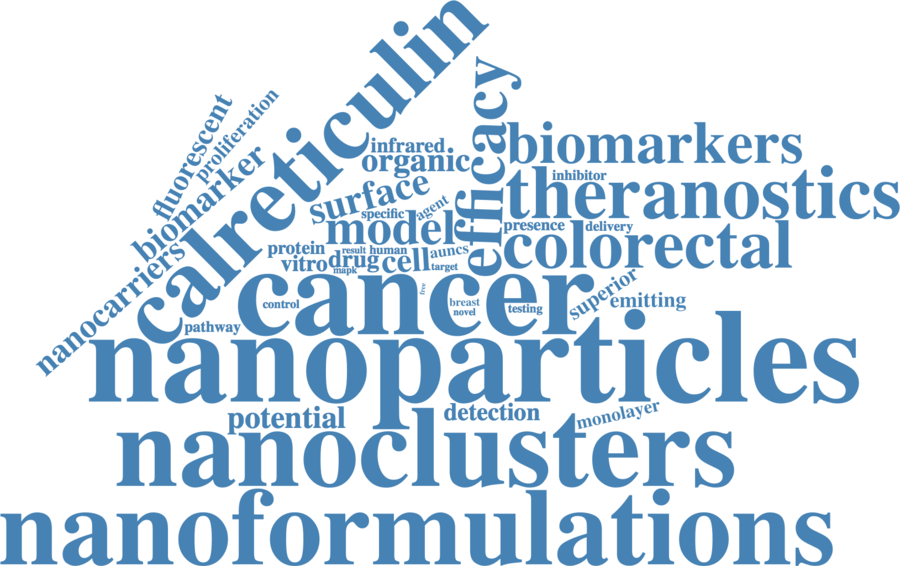 calreticulin
efficacy
fluorescent
proliferation
biomarker
nanocarriers
infrared
organic
biomarkers
inhibitor
theranostics
surface
specific
agent
model
presence
delivery
colorectal
protein
result
human
auncs
vitro
drug
cell
target
mapk
cancer
free
control
breast
novel
testing
superior
emitting
pathway
nanoparticles
potential
detection
monolayer
nanoclusters
nanoformulations